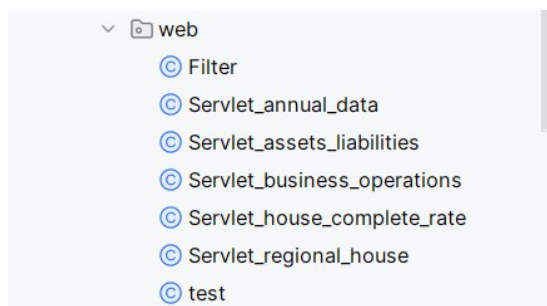 web
Filter
Servlet_annual_data
Servlet_assets_liabilities
Servlet_business_operations
Servlet_house_complete_rate
Servlet_regional_house
test